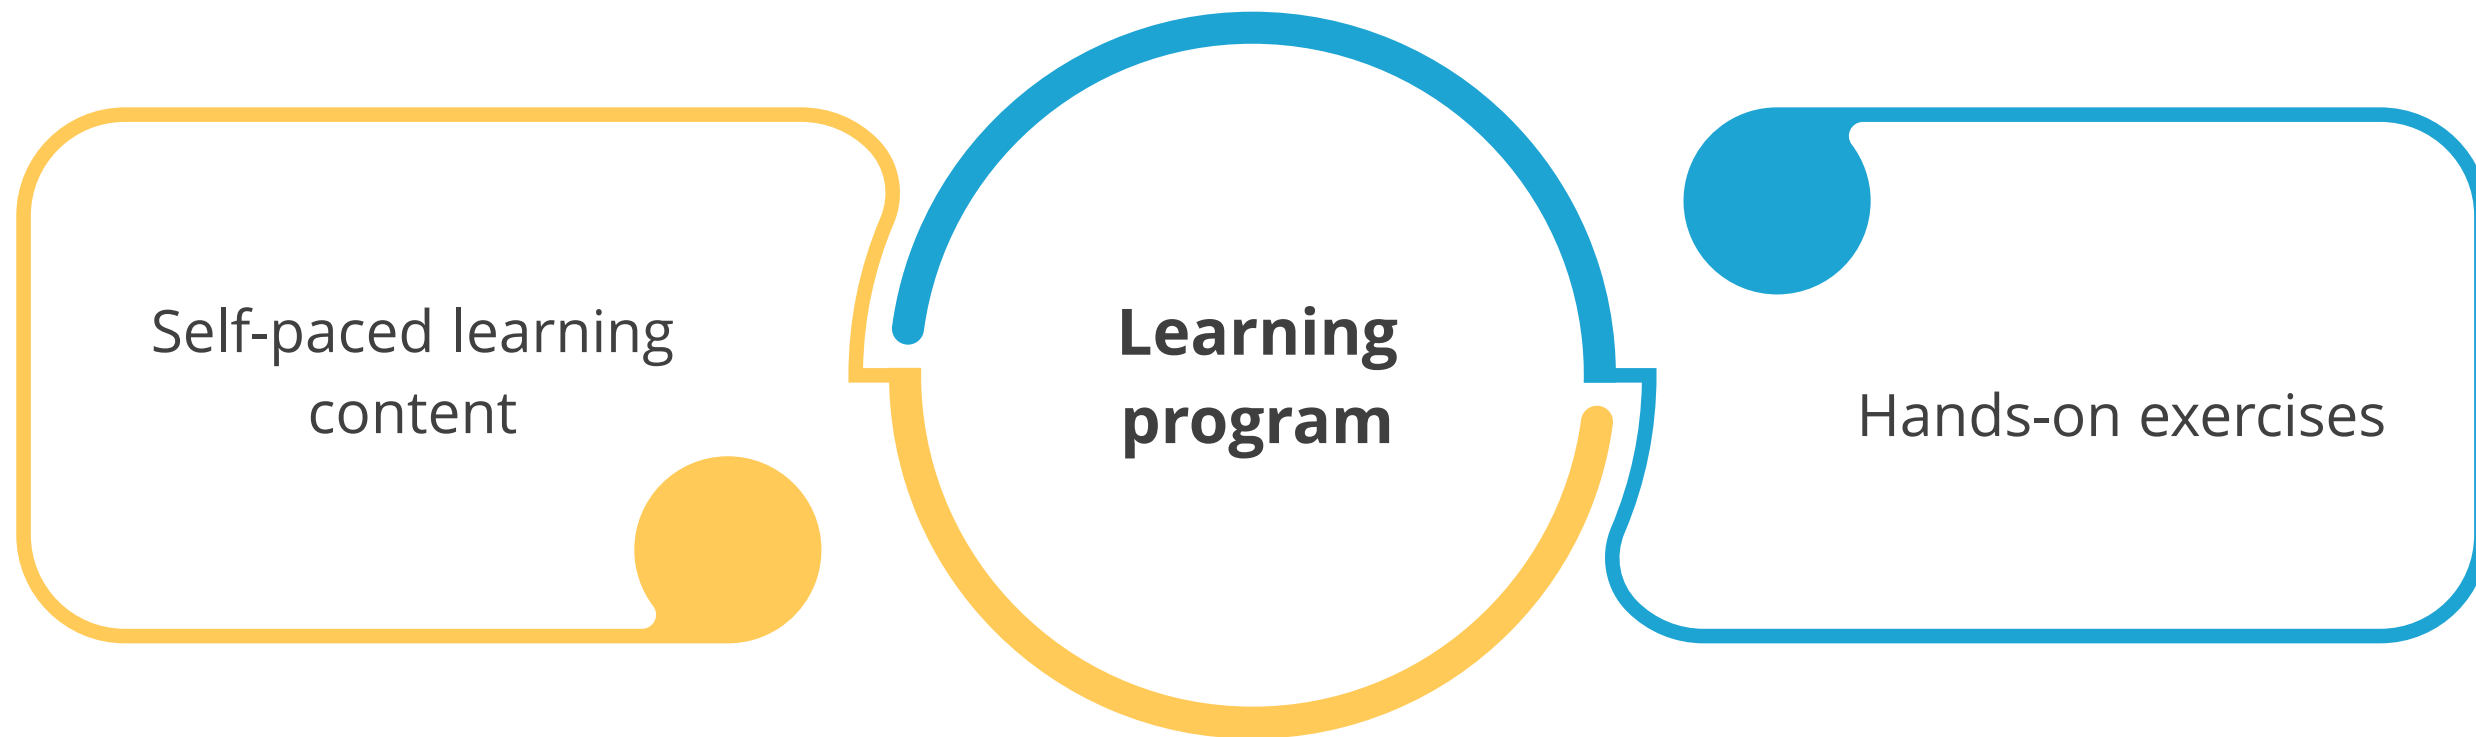 Self-paced learning
content
Learning
program
Hands-on exercises